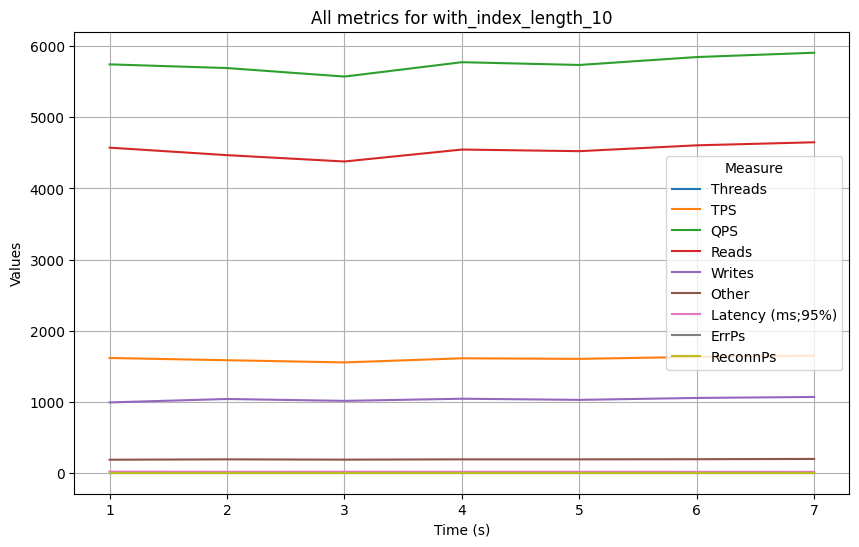 All metrics for with_index_length_10
6000
5000
4000
3000
2000
1000
0
Values
Measure
Threads
TPS
QPS
Reads
Writes
Other
Latency (ms;95%)
ErrPs
ReconnPs
1 2 3 4 5 6 7
Time (s)